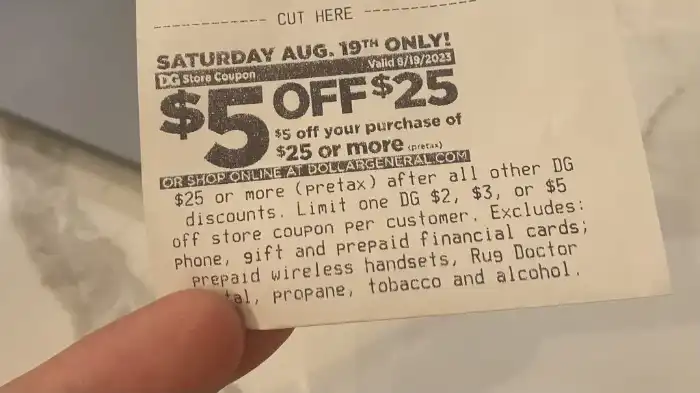 ------------ CUT HERE ------------
SATURDAY AUG. 19TH ONLY!
DG Store Coupon Valid 8/19/2023
$5 OFF $25
$5 off your purchase of
$25 or more (pretax)
OR SHOP ONLINE AT DOLLARGENERAL.COM
$25 or more (pretax) after all other DG
discounts. Limit one DG $2, $3, or $5
off store coupon per customer. Excludes:
Phone, gift and prepaid financial cards;
prepaid wireless handsets, Rug Doctor
tal, propane, tobacco and alcohol.